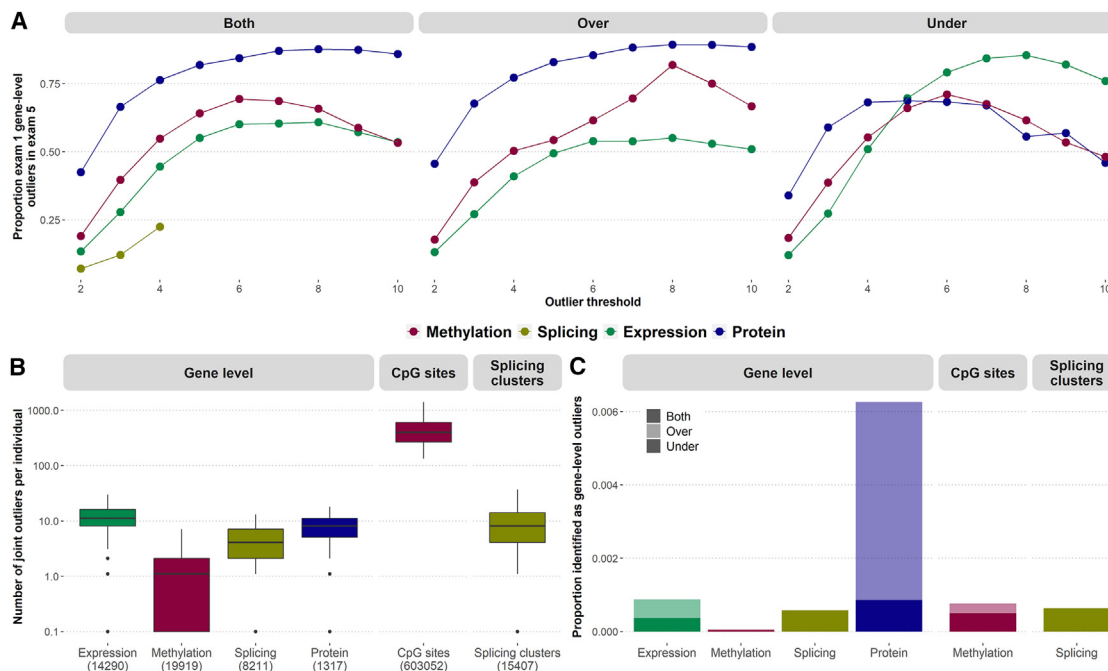 A
Both
Over
Under
Proportion exam 1 gene-level
outliers in exam 5
0.75
0.50
0.25
2 4 6 8 10
2 4 6 8 10
2 4 6 8 10
Outlier threshold
Methylation Splicing Expression Protein
B
Gene level
CpG sites
Splicing
clusters
Number of joint outliers per individual
1000.0
100.0
10.0
1.0
0.1
Expression
(14290)
Methylation
(19919)
Splicing
(8211)
Protein
(1317)
CpG sites
(603052)
Splicing clusters
(15407)
C
Gene level
CpG sites
Splicing
clusters
Proportion identified as gene-level outliers
0.006
0.004
0.002
0.000
Both
Over
Under
Expression
Methylation
Splicing
Protein
Methylation
Splicing